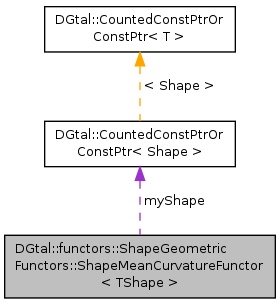 DGtal::CountedConstPtrOr
ConstPtr< T >
< Shape >
DGtal::CountedConstPtrOr
ConstPtr< Shape >
myShape
DGtal::functors::ShapeGeometric
Functors::ShapeMeanCurvatureFunctor
< TShape >